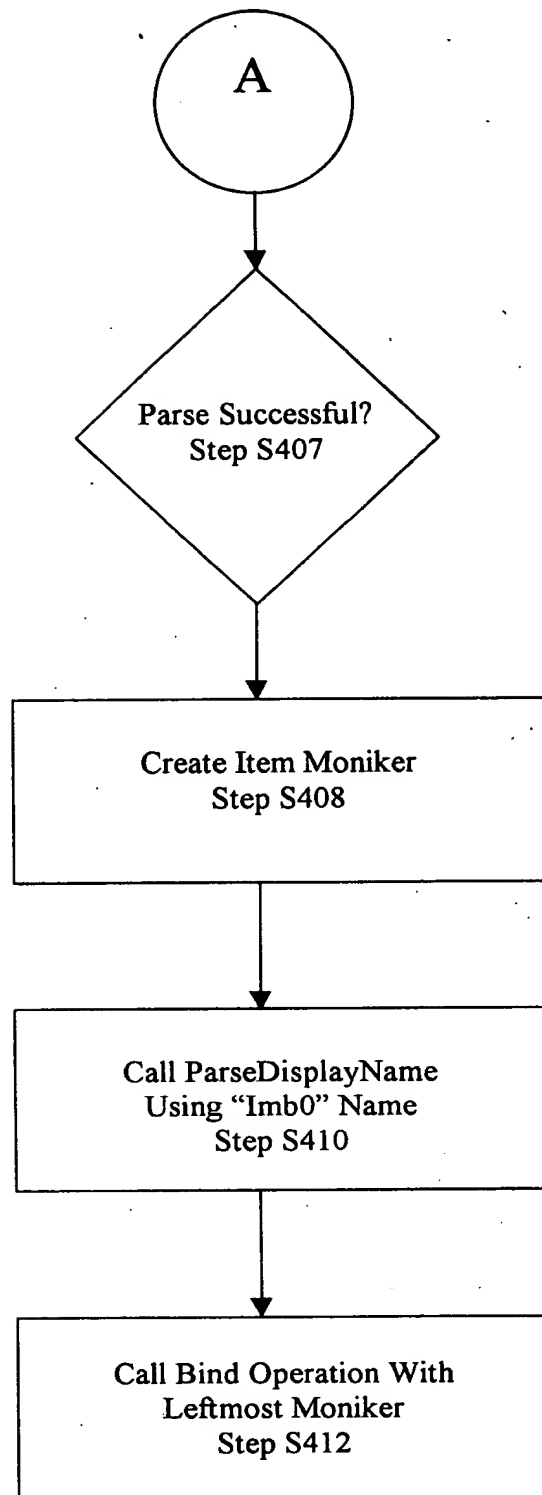 A
Parse Successful?
Step S407
Create Item Moniker
Step S408
Call ParseDisplayName
Using “Imb0” Name
Step S410
Call Bind Operation With
Leftmost Moniker
Step S412